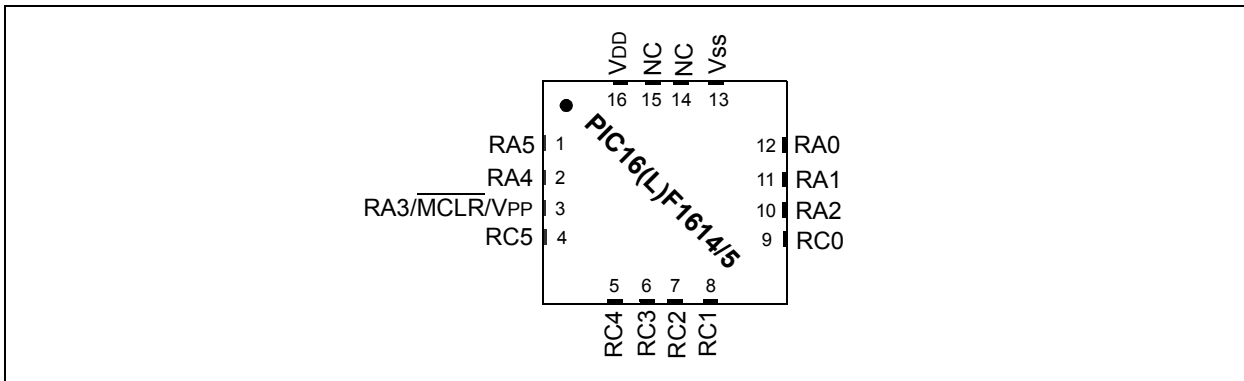 VDD NC NC Vss
16 15 14 13
RA5 1 12 RA0
RA4 2 11 RA1
RA3/MCLR/VPP 3 10 RA2
RC5 4 9 RC0
PIC16(L)F1614/5
5 6 7 8
RC4 RC3 RC2 RC1